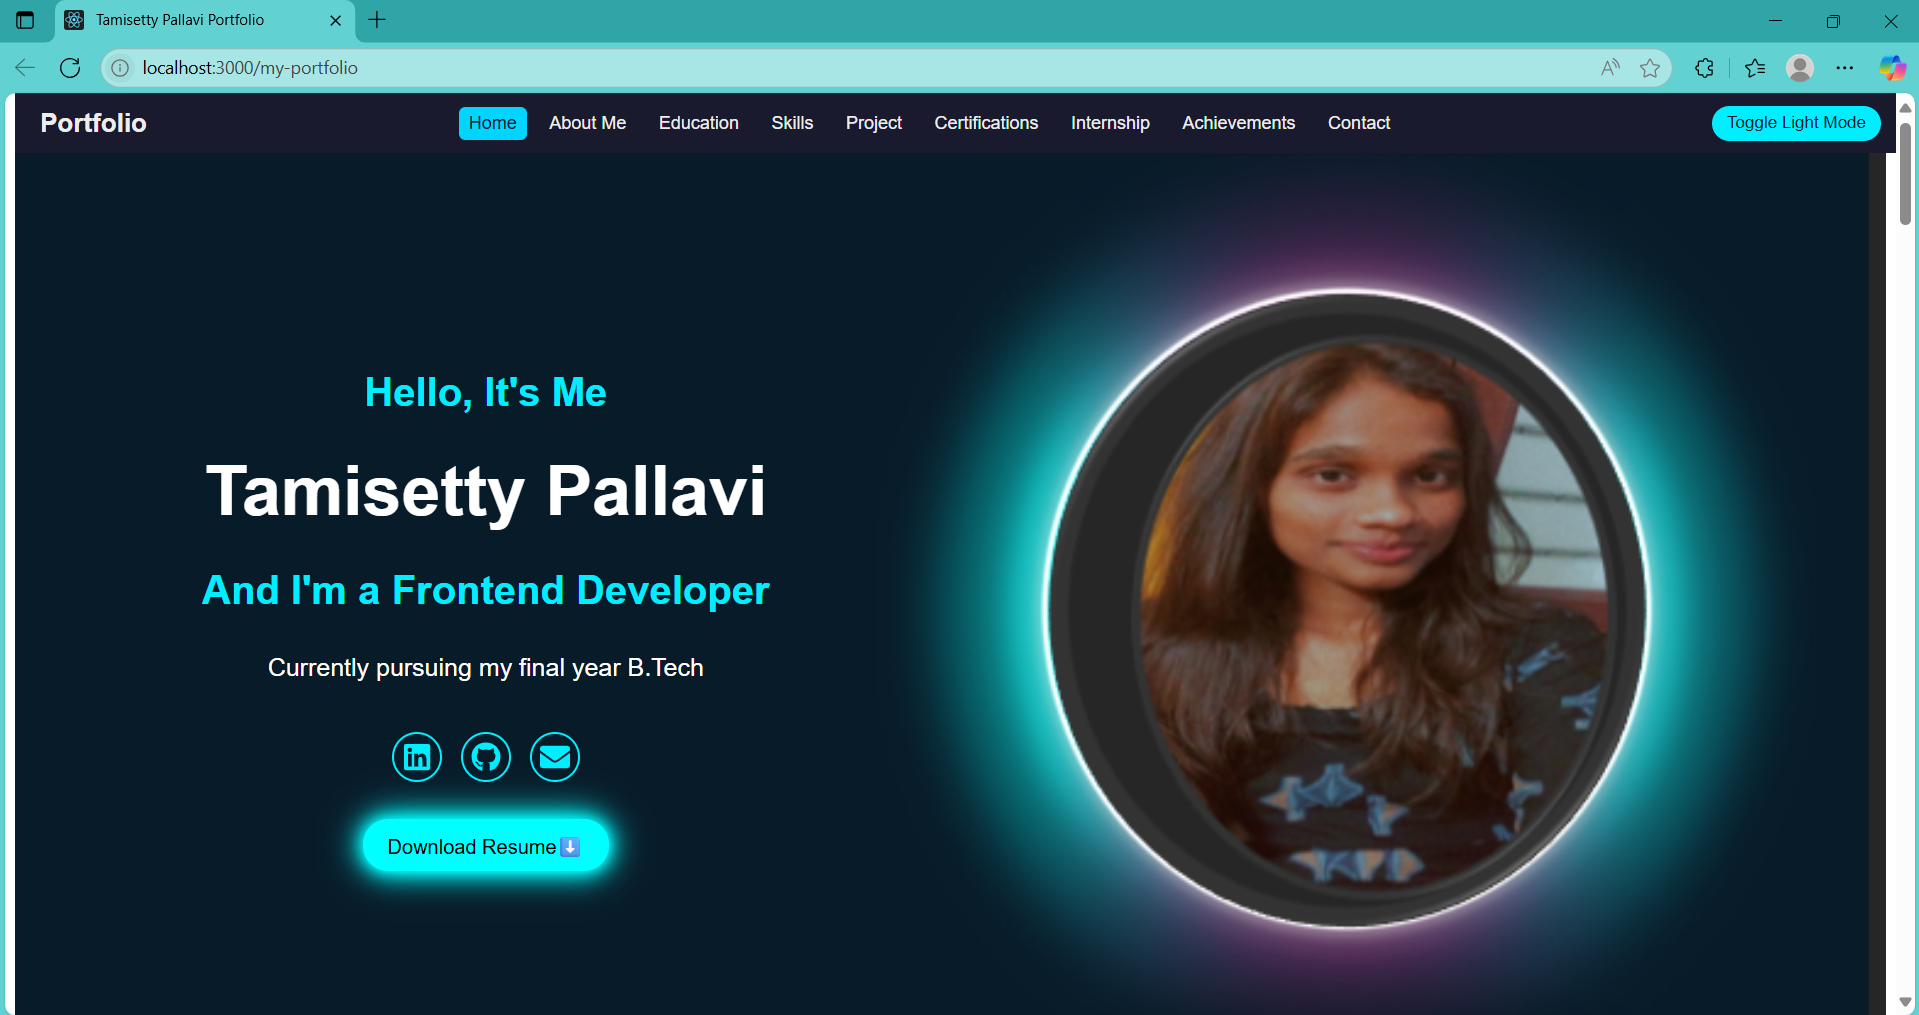 Tamisetty Pallavi Portfolio
localhost:3000/my-portfolio
Portfolio
Home About Me Education Skills Project Certifications Internship Achievements Contact
Toggle Light Mode
Hello, It's Me
Tamisetty Pallavi
And I'm a Frontend Developer
Currently pursuing my final year B.Tech
in
Download Resume⬇️